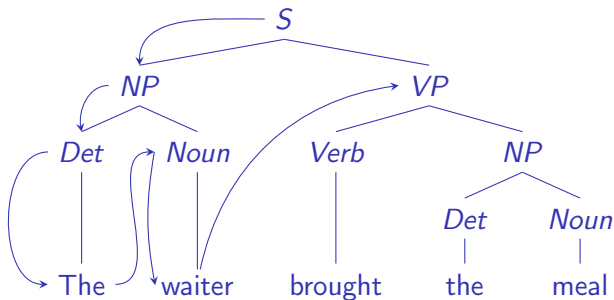 S
NP VP
Det Noun Verb NP
Det Noun
The waiter brought the meal